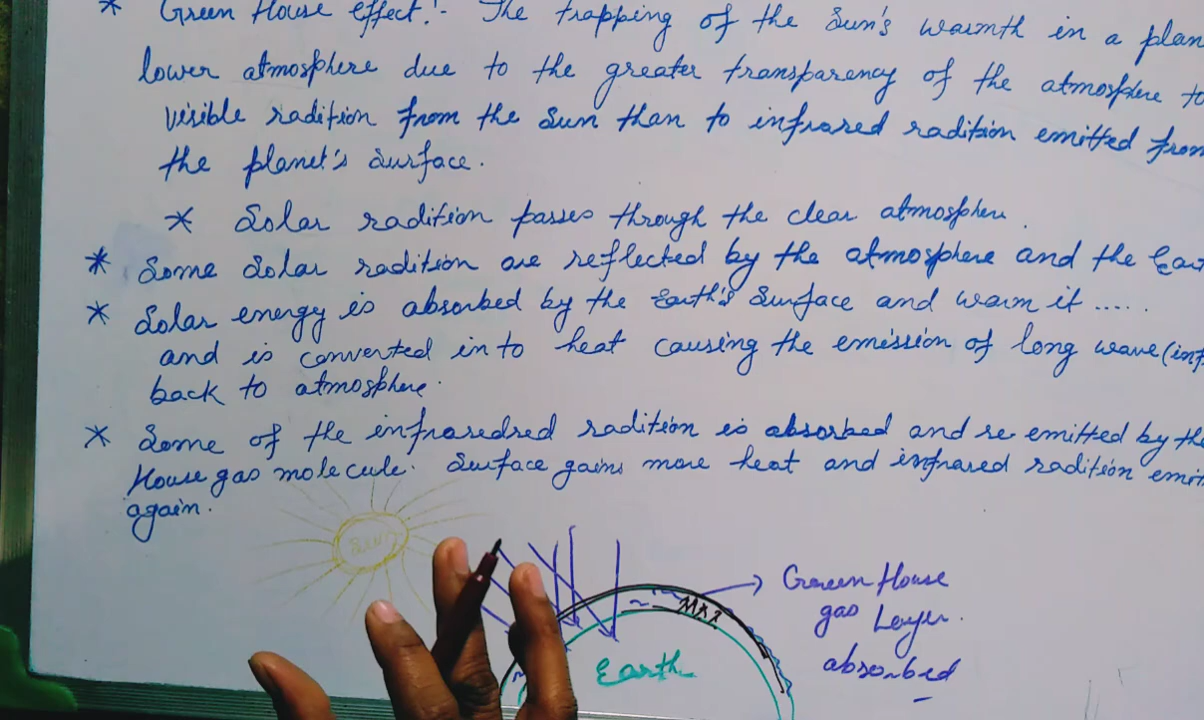 * Green House effect:- The trapping of the Sun's warmth in a plan
lower atmosphere due to the greater transparency of the atmosphere to
visible radition from the Sun than to infrared radition emitted from
the planet's surface.
* Solar radition passes through the clear atmosphere.
* Some Solar radition are reflected by the atmosphere and the Eart
* Solar energy is absorbed by the Earth's Surface and warm it .....
and is converted in to heat causing the emission of long wave (inf
back to atmosphere.
* Some of the infraredred radition is absorbed and re emitted by the
House gas molecule. Surface gains more heat and infrared radition emit
again.
Sun
Green House
gas Layer.
absorbed
Earth